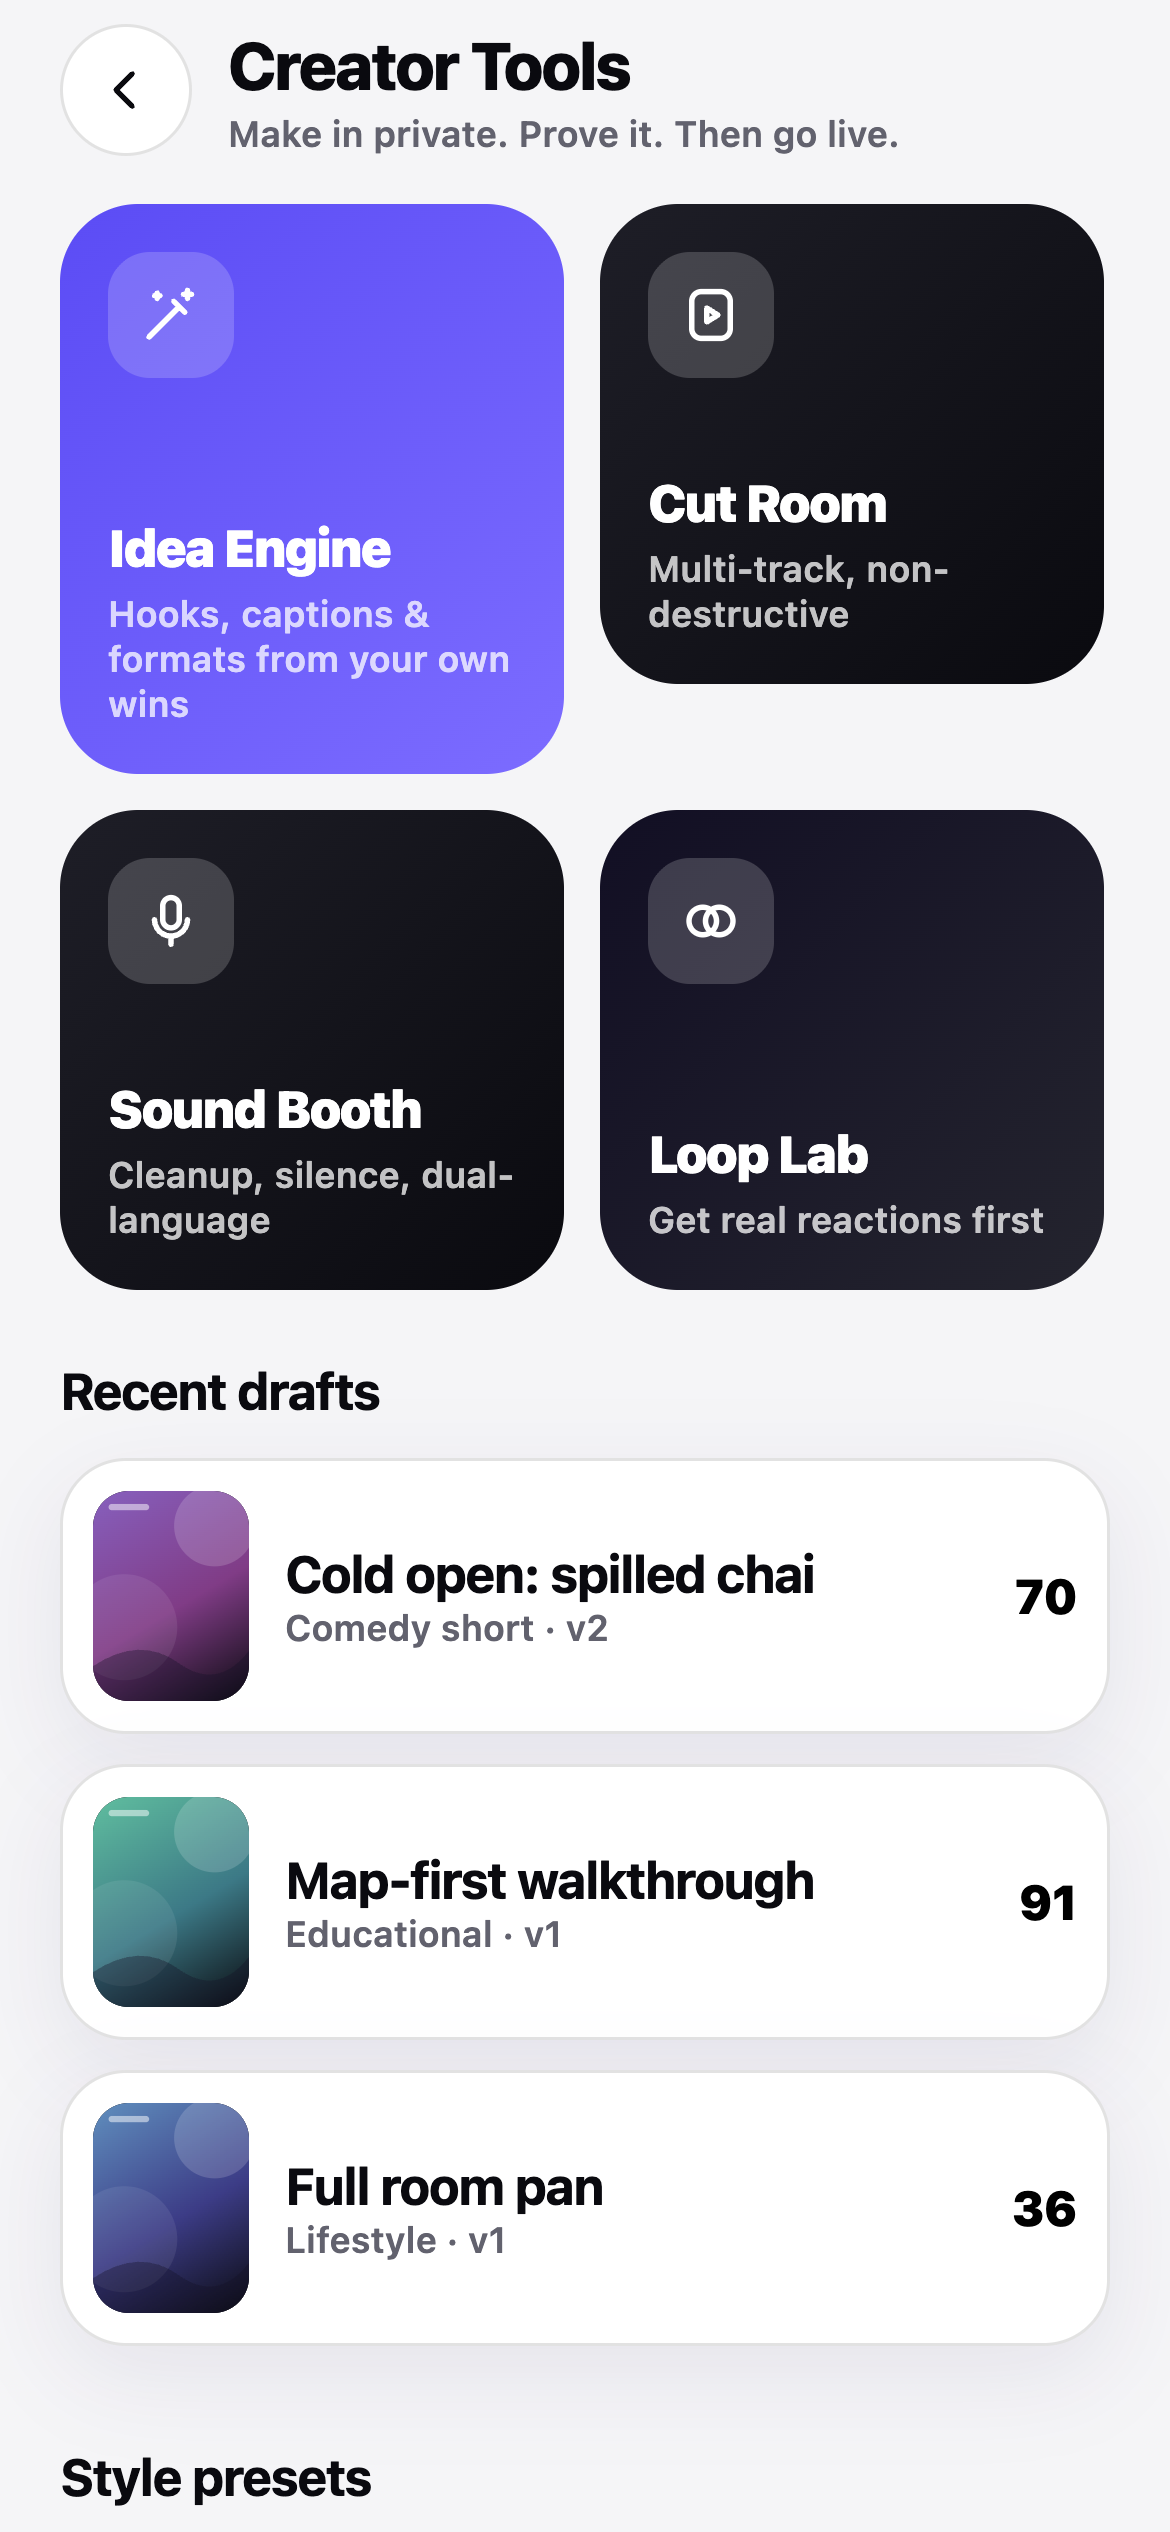 Creator Tools
Make in private. Prove it. Then go live.
Idea Engine
Hooks, captions &
formats from your own
wins
Cut Room
Multi-track, non-
destructive
Sound Booth
Cleanup, silence, dual-
language
Loop Lab
Get real reactions first
Recent drafts
Cold open: spilled chai
Comedy short · v2
70
Map-first walkthrough
Educational · v1
91
Full room pan
Lifestyle · v1
36
Style presets